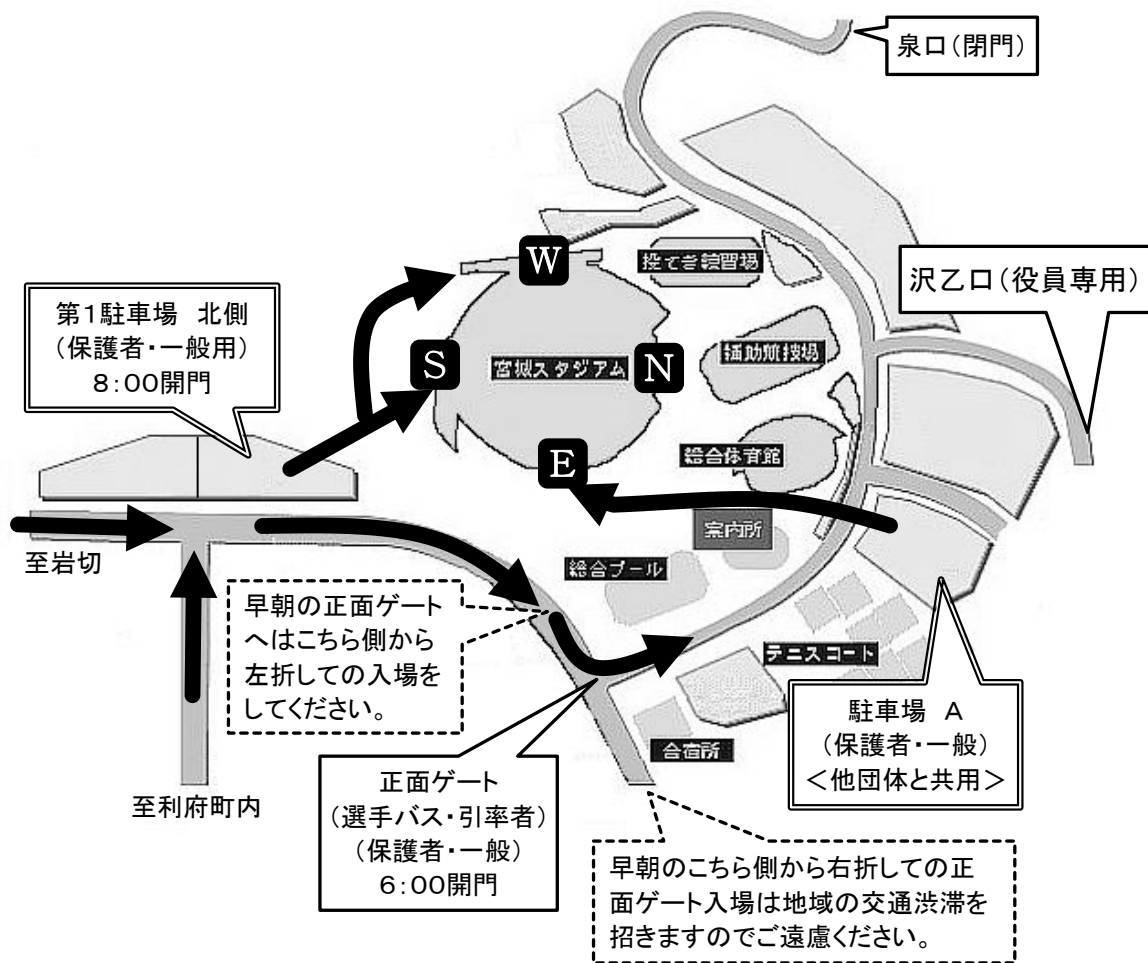 泉口(閉門)
沢乙口(役員専用)
第1駐車場 北側
(保護者・一般用)
8:00開門
W
投てき練習場
S
宮城スタジアム
N
補助競技場
E
総合体育館
案内所
総合プール
至岩切
早朝の正面ゲート
へはこちら側から
左折しての入場を
してください。
テニスコート
駐車場 A
(保護者・一般)
<他団体と共用>
合宿所
至利府町内
正面ゲート
(選手バス・引率者)
(保護者・一般)
6:00開門
早朝のこちら側から右折しての正
面ゲート入場は地域の交通渋滞を
招きますのでご遠慮ください。